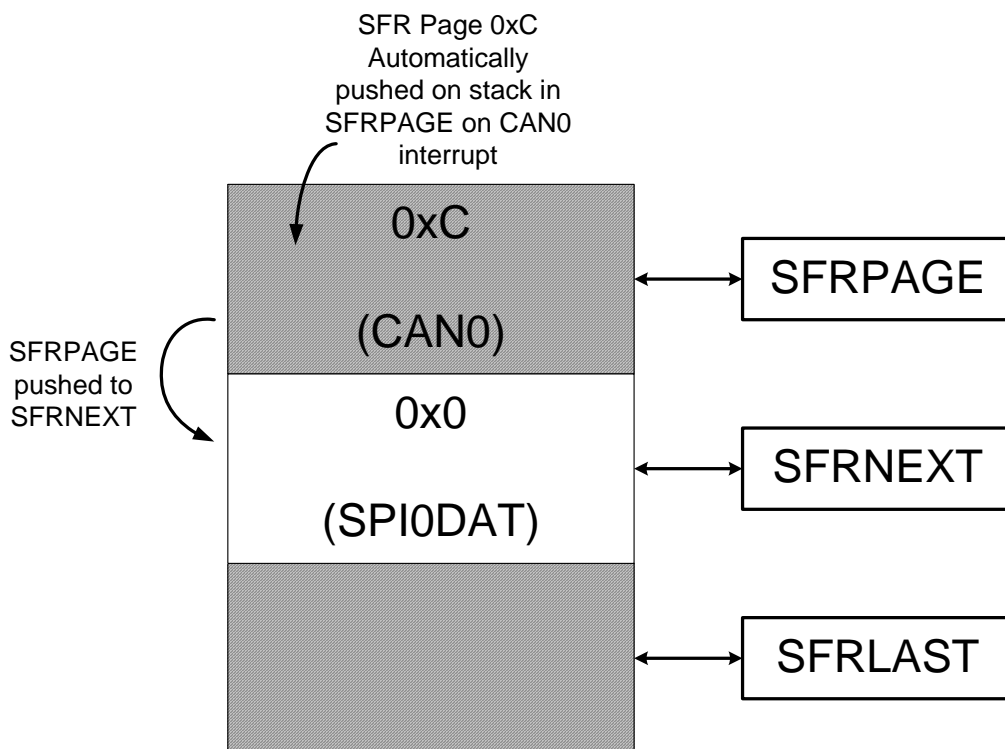 SFR Page 0xC
Automatically
pushed on stack in
SFRPAGE on CAN0
interrupt
0xC
(CAN0)
SFRPAGE
SFRPAGE
pushed to
SFRNEXT
0x0
(SPI0DAT)
SFRNEXT
SFRLAST